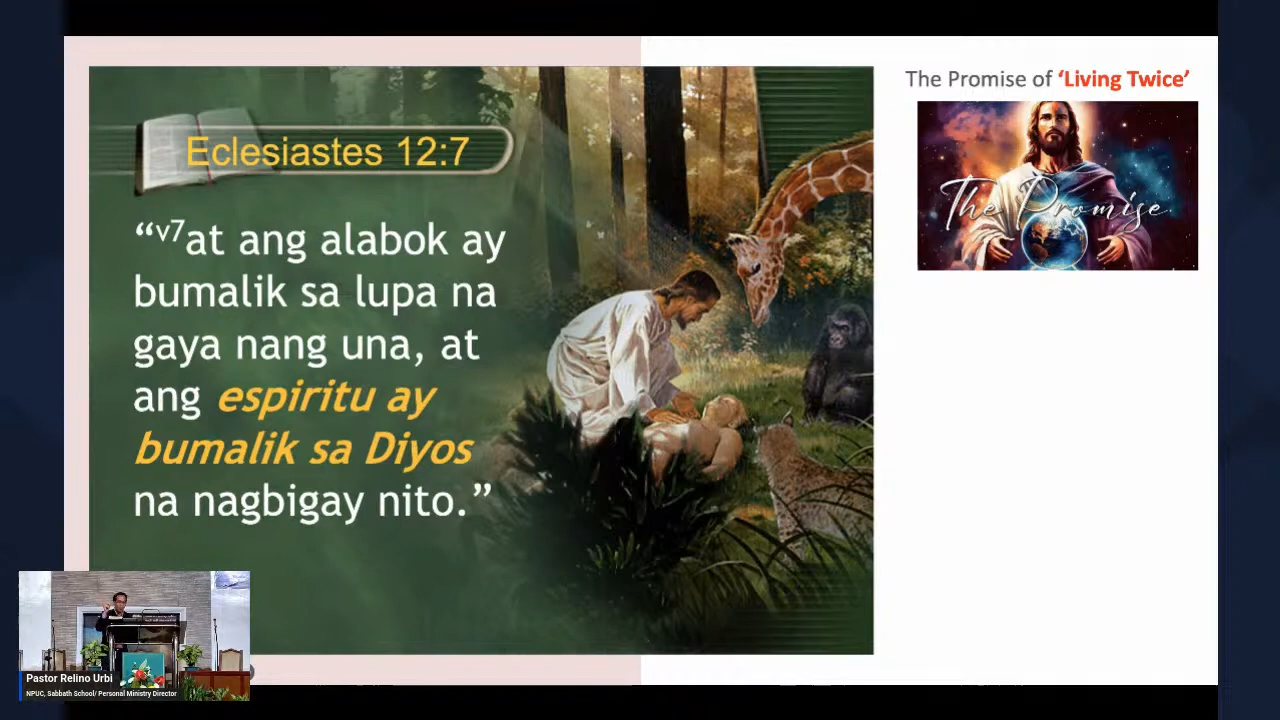 Eclesiastes 12:7
“v7at ang alabok ay
bumalik sa lupa na
gaya nang una, at
ang espiritu ay
bumalik sa Diyos
na nagbigay nito.”
The Promise of ‘Living Twice’
The Promise
Pastor Relino Urbi
NPUC, Sabbath School/ Personal Ministry Director